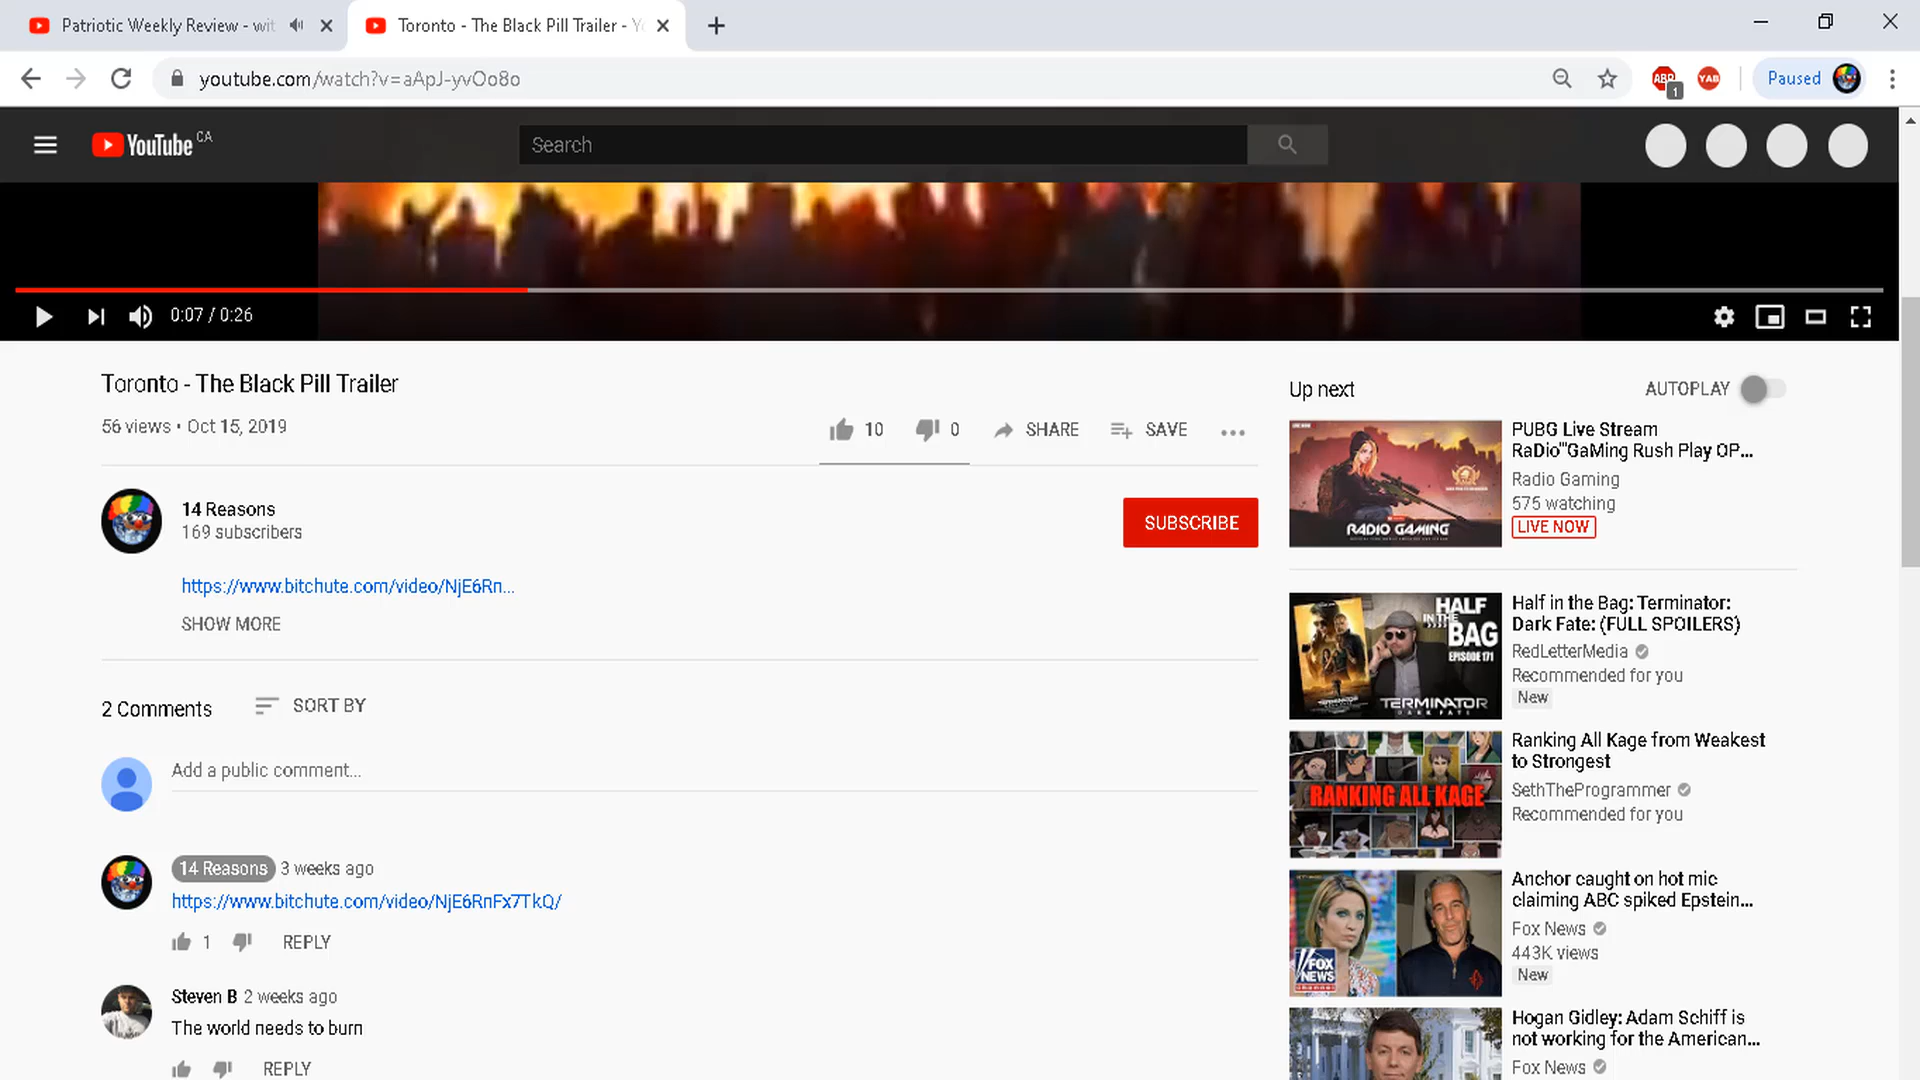 Patriotic Weekly Review - wit
Toronto - The Black Pill Trailer - Y
youtube.com/watch?v=aApJ-yvOo8o
ABP
1
YAB
Paused
YouTube CA
Search
0:07 / 0:26
Toronto - The Black Pill Trailer
56 views • Oct 15, 2019
10
0
SHARE
SAVE
14 Reasons
169 subscribers
SUBSCRIBE
https://www.bitchute.com/video/NjE6Rn...
SHOW MORE
2 Comments
SORT BY
Add a public comment...
14 Reasons 3 weeks ago
https://www.bitchute.com/video/NjE6RnFx7TkQ/
1
REPLY
Steven B 2 weeks ago
The world needs to burn
REPLY
Up next
AUTOPLAY
RADIO GAMING
PUBG Live Stream
RaDio'"GaMing Rush Play OP...
Radio Gaming
575 watching
LIVE NOW
HALF
IN THE
BAG
EPISODE 171
TERMINATOR
DARK FATE
Half in the Bag: Terminator:
Dark Fate: (FULL SPOILERS)
RedLetterMedia
Recommended for you
New
RANKING ALL KAGE
Ranking All Kage from Weakest
to Strongest
SethTheProgrammer
Recommended for you
FOX
NEWS
Anchor caught on hot mic
claiming ABC spiked Epstein...
Fox News
443K views
New
Hogan Gidley: Adam Schiff is
not working for the American...
Fox News